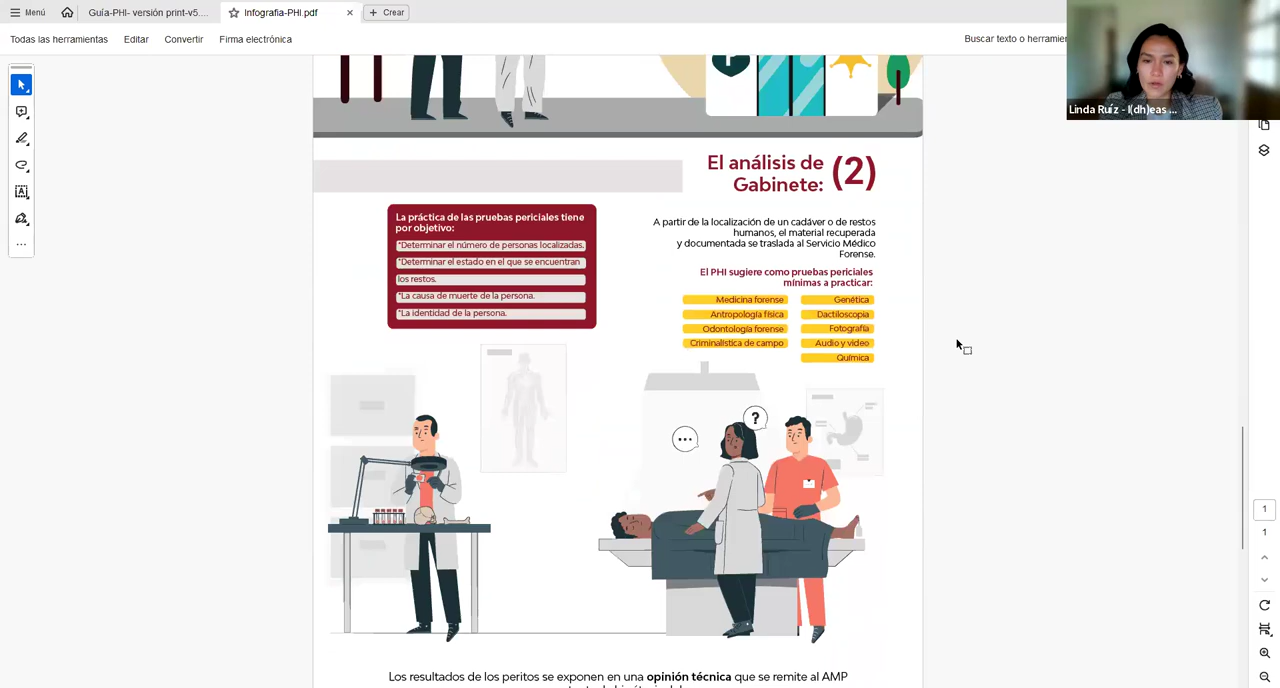 Menú
Guía-PHI- versión print-v5....
Infografia-PHI.pdf
Crear
Todas las herramientas
Editar
Convertir
Firma electrónica
Buscar texto o herramien
Linda Ruíz - I(dh)eas ...
El análisis de
Gabinete:
(2)
La práctica de las pruebas periciales tiene
por objetivo:
*Determinar el número de personas localizadas.
*Determinar el estado en el que se encuentran
los restos.
*La causa de muerte de la persona.
*La identidad de la persona.
A partir de la localización de un cadáver o de restos
humanos, el material recuperada
y documentada se traslada al Servicio Médico
Forense.
El PHI sugiere como pruebas periciales
mínimas a practicar:
Medicina forense
Antropología física
Odontología forense
Criminalística de campo
Genética
Dactiloscopia
Fotografía
Audio y video
Química
...
?
1
1
Los resultados de los peritos se exponen en una opinión técnica que se remite al AMP